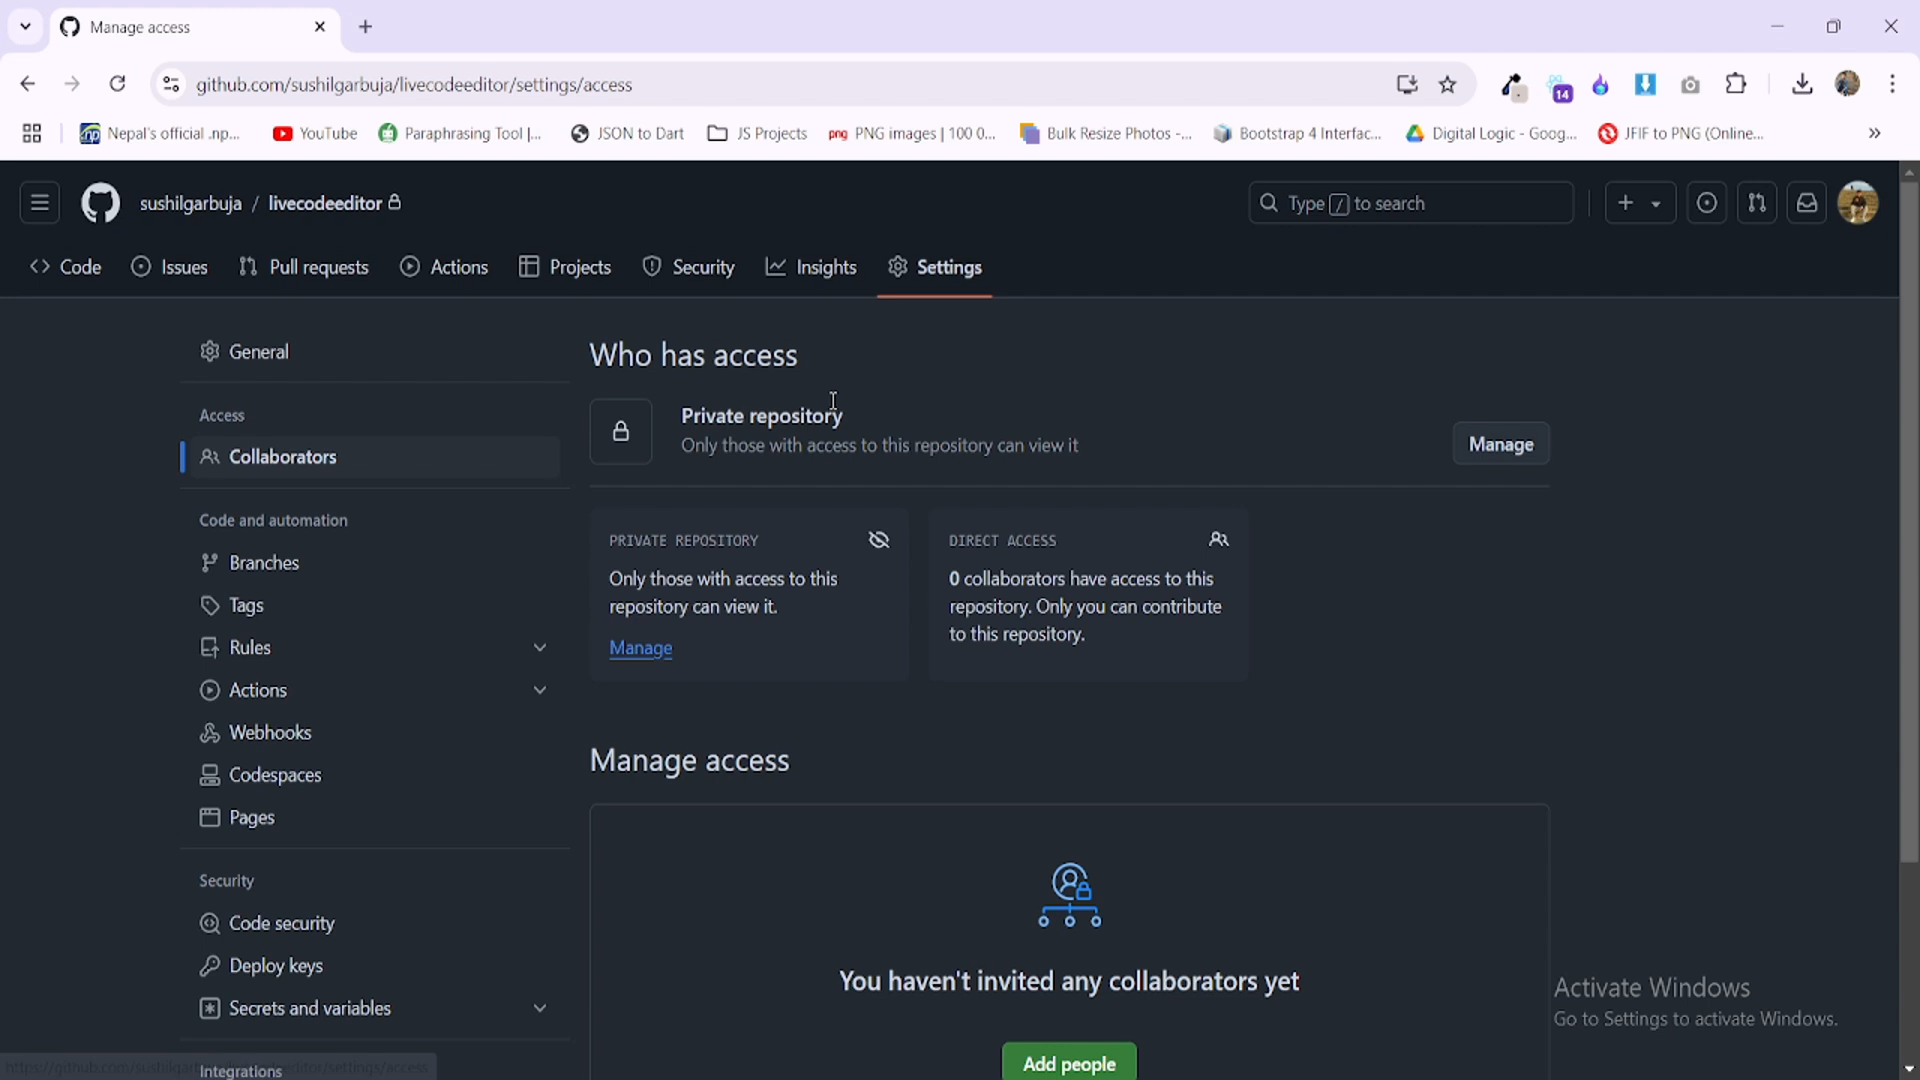 Manage access
github.com/sushilgarbuja/livecodeeditor/settings/access
14
np Nepal's official .np...
YouTube
Paraphrasing Tool |...
JSON to Dart
JS Projects
png PNG images | 100 0...
Bulk Resize Photos -...
Bootstrap 4 Interfac...
Digital Logic - Goog...
JFIF to PNG (Online...
»
sushilgarbuja / livecodeeditor
Type / to search
Code
Issues
Pull requests
Actions
Projects
Security
Insights
Settings
General
Access
Collaborators
Code and automation
Branches
Tags
Rules
Actions
Webhooks
Codespaces
Pages
Security
Code security
Deploy keys
Secrets and variables
Integrations
Who has access
Private repository
Only those with access to this repository can view it
Manage
PRIVATE REPOSITORY
Only those with access to this
repository can view it.
Manage
DIRECT ACCESS
0 collaborators have access to this
repository. Only you can contribute
to this repository.
Manage access
You haven't invited any collaborators yet
Add people
Activate Windows
Go to Settings to activate Windows.